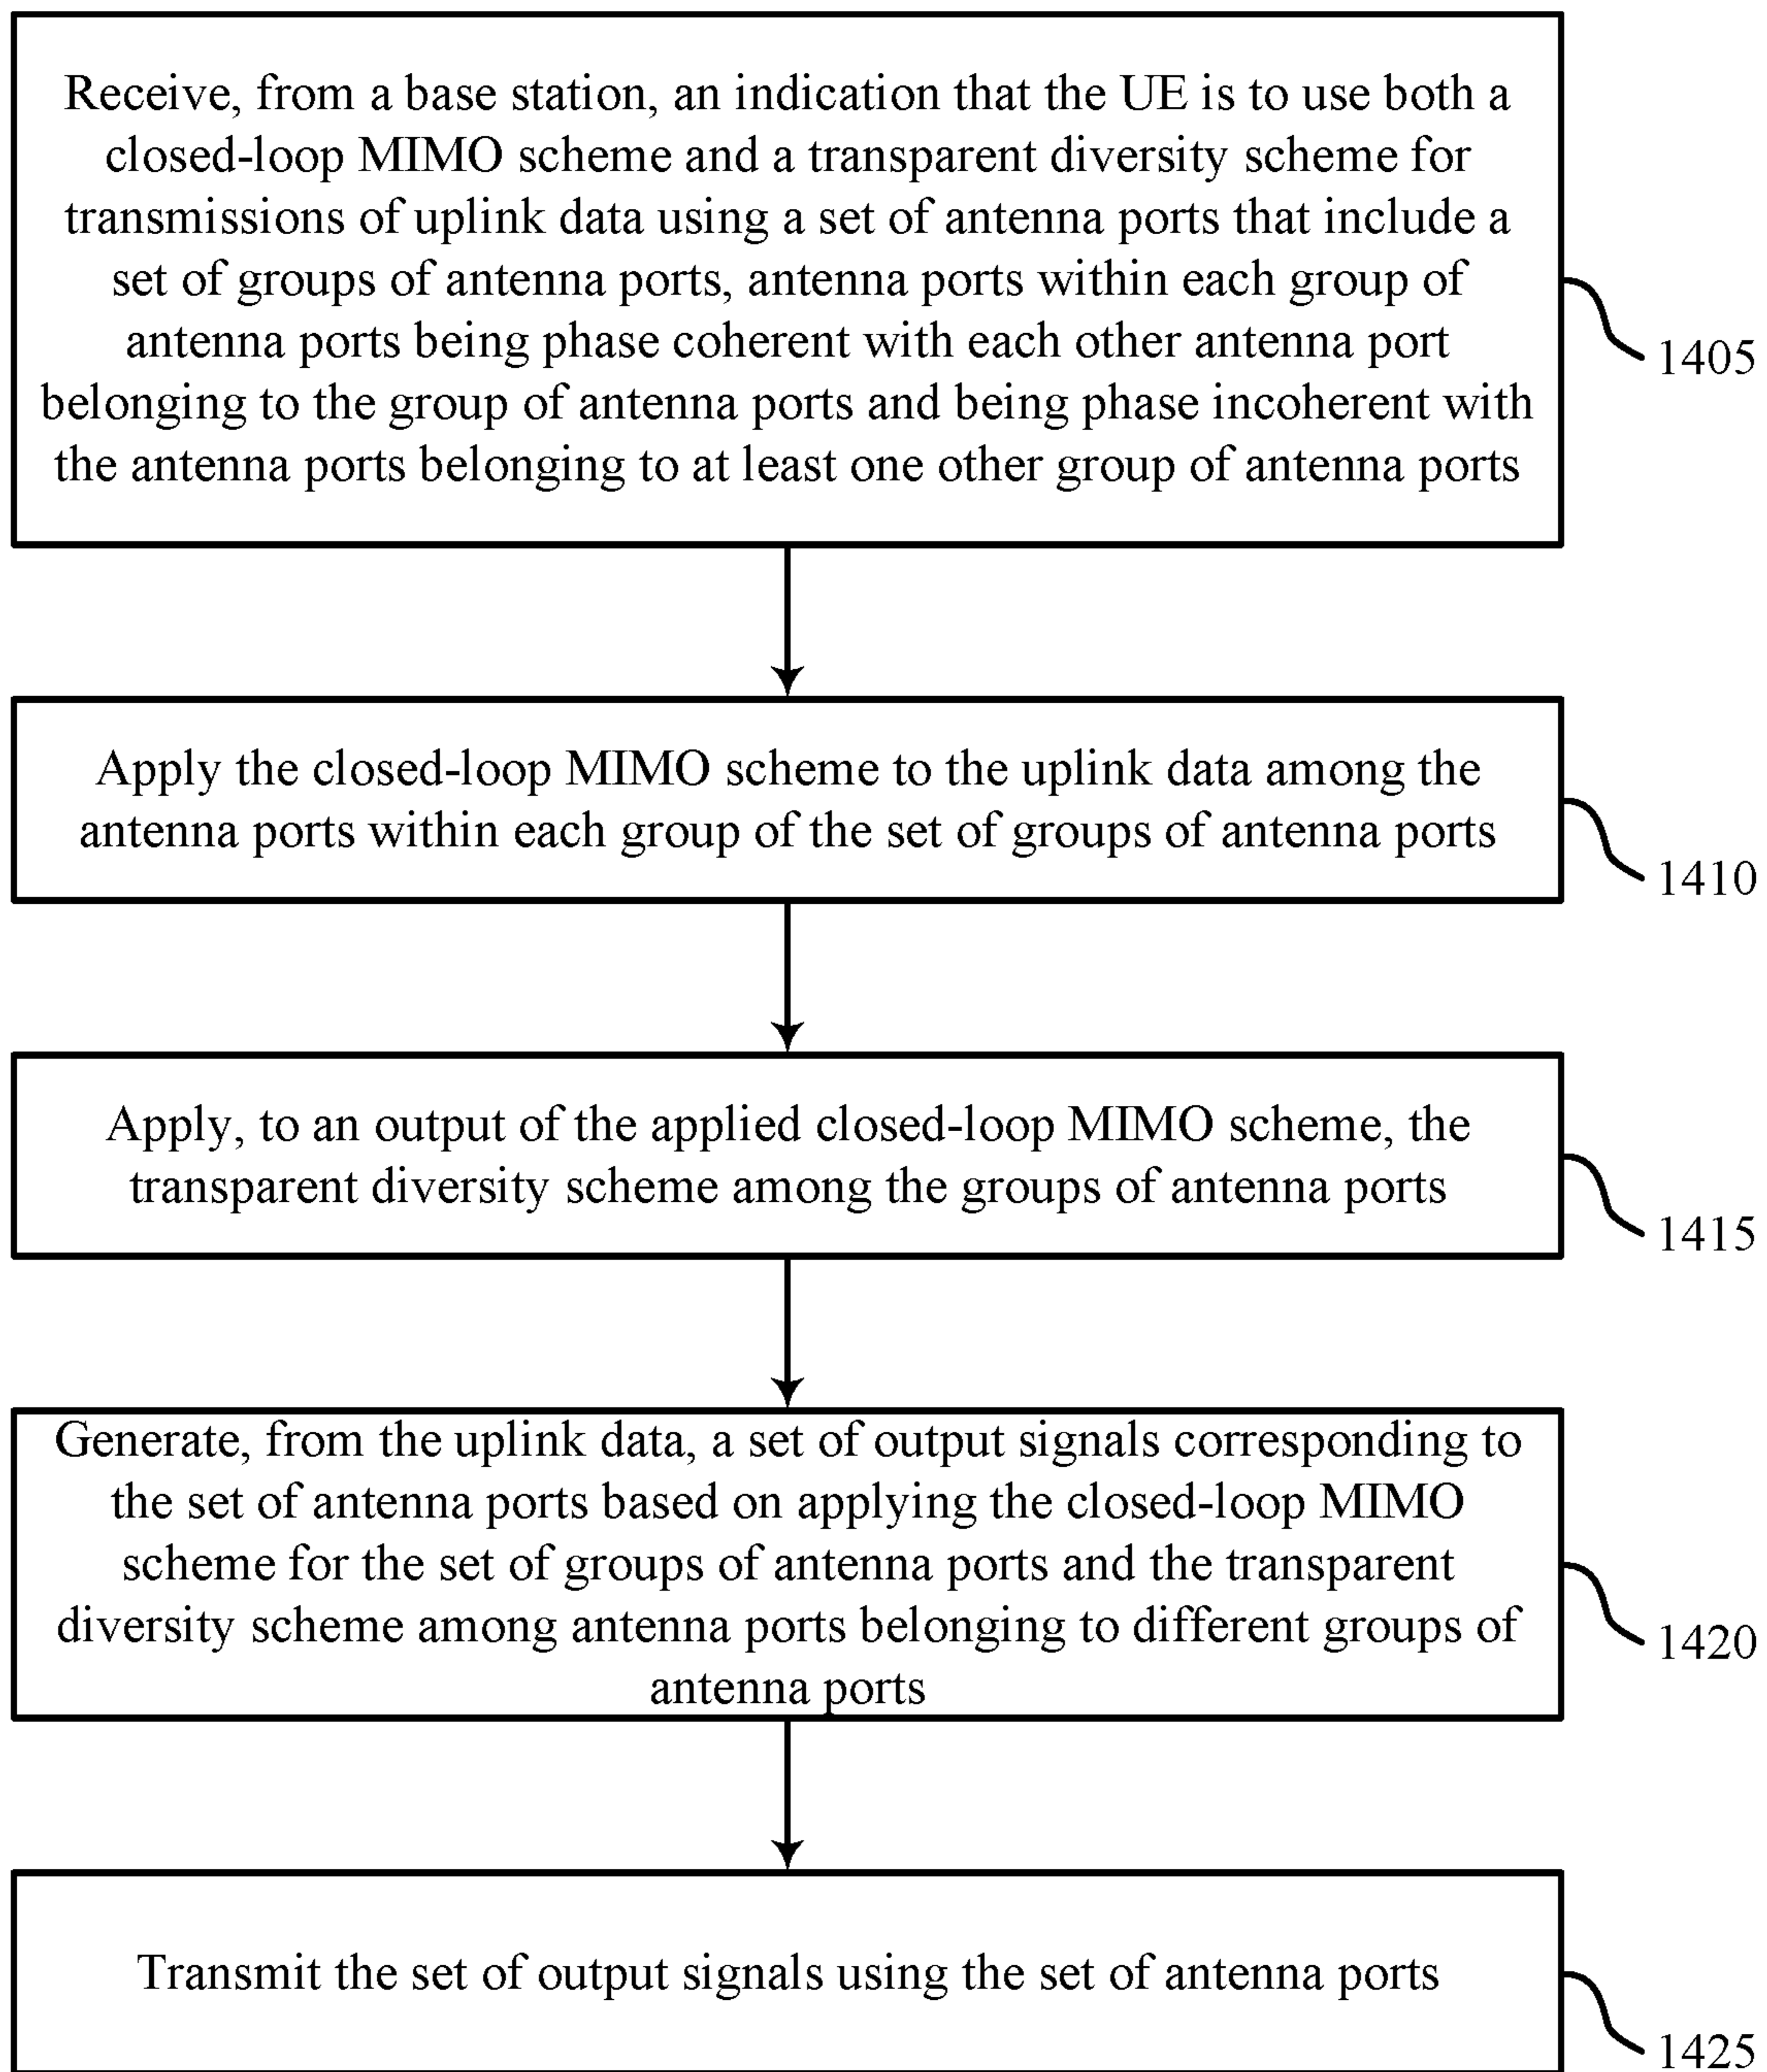 Receive, from a base station, an indication that the UE is to use both a
closed-loop MIMO scheme and a transparent diversity scheme for
transmissions of uplink data using a set of antenna ports that include a
set of groups of antenna ports, antenna ports within each group of
antenna ports being phase coherent with each other antenna port
belonging to the group of antenna ports and being phase incoherent with
the antenna ports belonging to at least one other group of antenna ports
1405
Apply the closed-loop MIMO scheme to the uplink data among the
antenna ports within each group of the set of groups of antenna ports
1410
Apply, to an output of the applied closed-loop MIMO scheme, the
transparent diversity scheme among the groups of antenna ports
1415
Generate, from the uplink data, a set of output signals corresponding to
the set of antenna ports based on applying the closed-loop MIMO
scheme for the set of groups of antenna ports and the transparent
diversity scheme among antenna ports belonging to different groups of
antenna ports
1420
Transmit the set of output signals using the set of antenna ports
1425